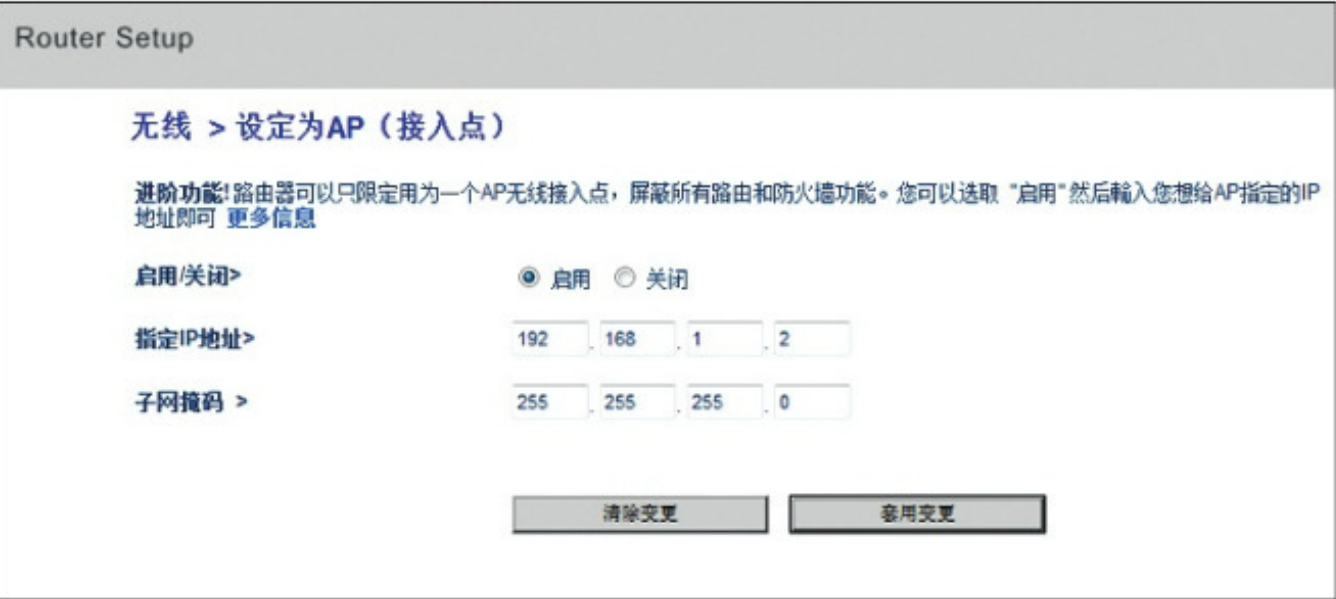 Router Setup
无线 > 设定为AP（接入点）
进阶功能!路由器可以只限定用为一个AP无线接入点，屏蔽所有路由和防火墙功能。您可以选取 "启用"然后輸入您想给AP指定的IP
地址即可 更多信息
启用/关闭> 启用 关闭
指定IP地址> 192 . 168 . 1 . 2
子网掩码 > 255 . 255 . 255 . 0
清除变更 套用变更